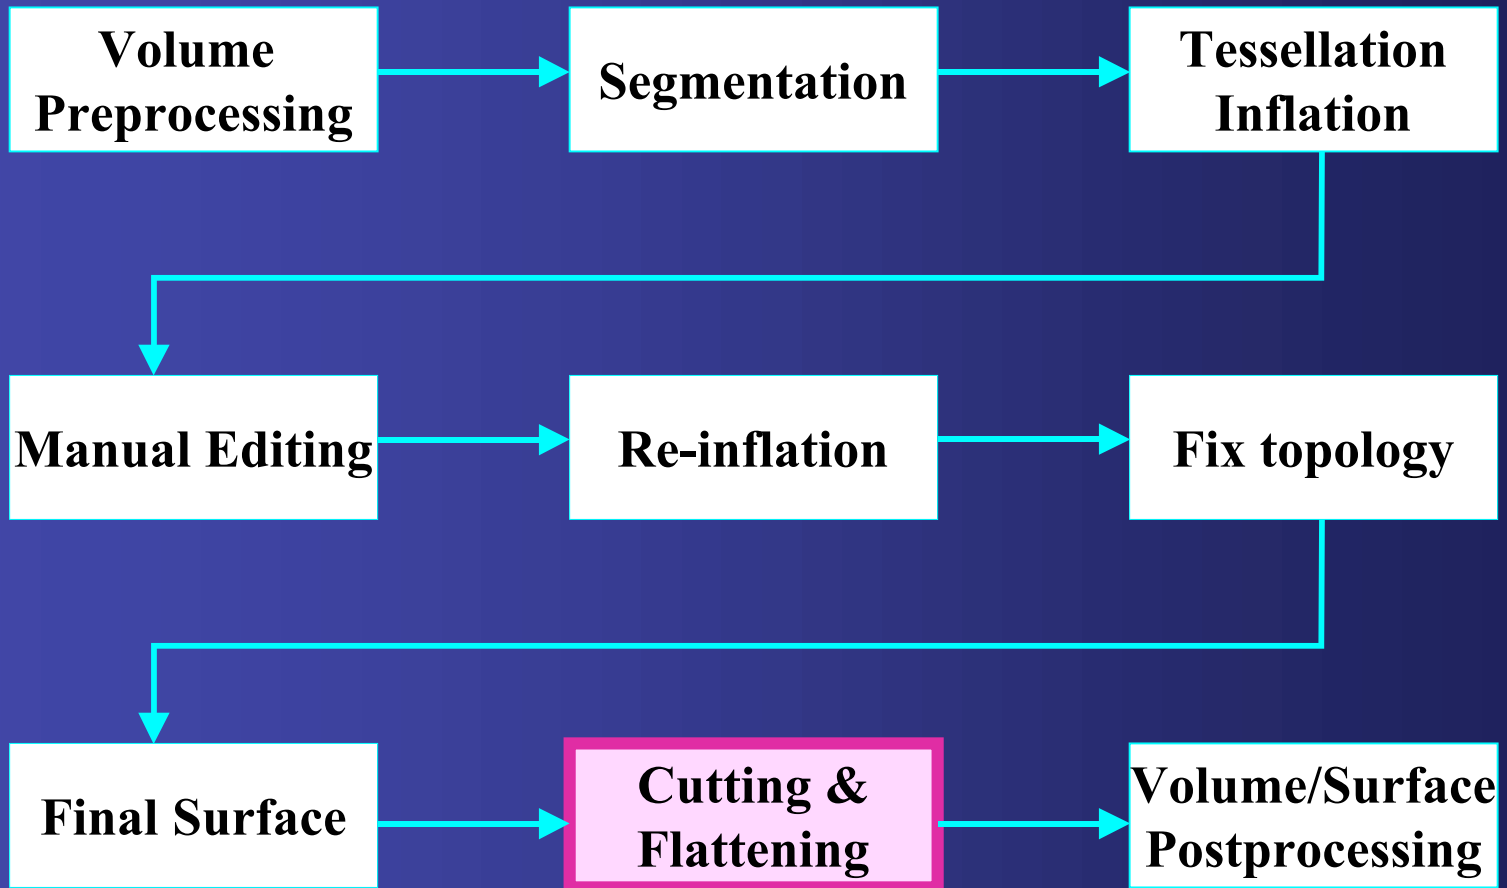 Volume
Preprocessing
Segmentation
Tessellation
Inflation
Manual Editing
Re-inflation
Fix topology
Final Surface
Cutting &
Flattening
Volume/Surface
Postprocessing